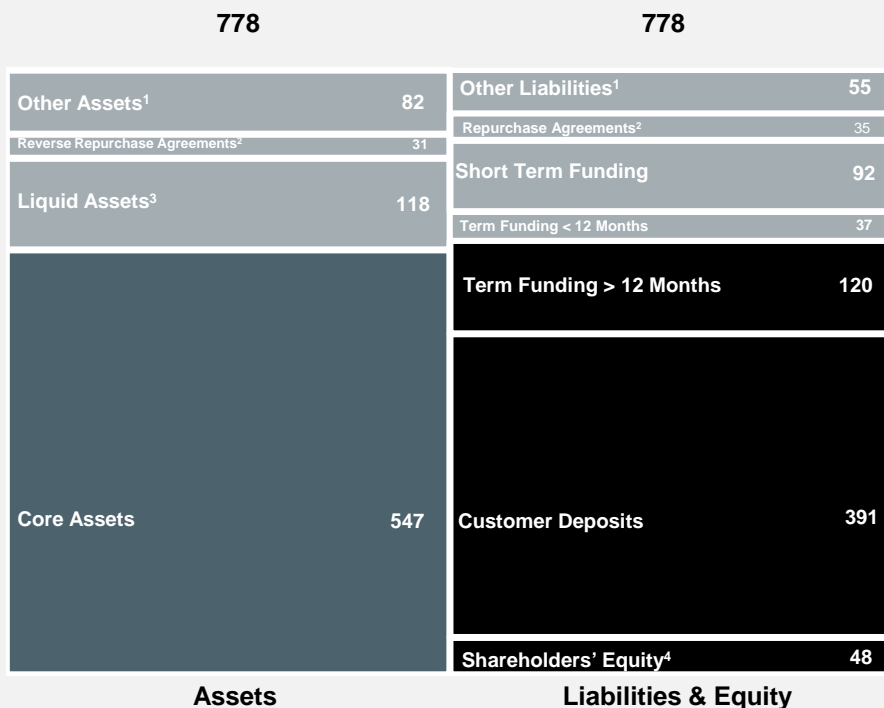 778 778
Other Assets¹ 82
Reverse Repurchase Agreements² 31
Liquid Assets³ 118
Core Assets 547
Other Liabilities¹ 55
Repurchase Agreements² 35
Short Term Funding 92
Term Funding < 12 Months 37
Term Funding > 12 Months 120
Customer Deposits 391
Shareholders’ Equity⁴ 48
Assets Liabilities & Equity